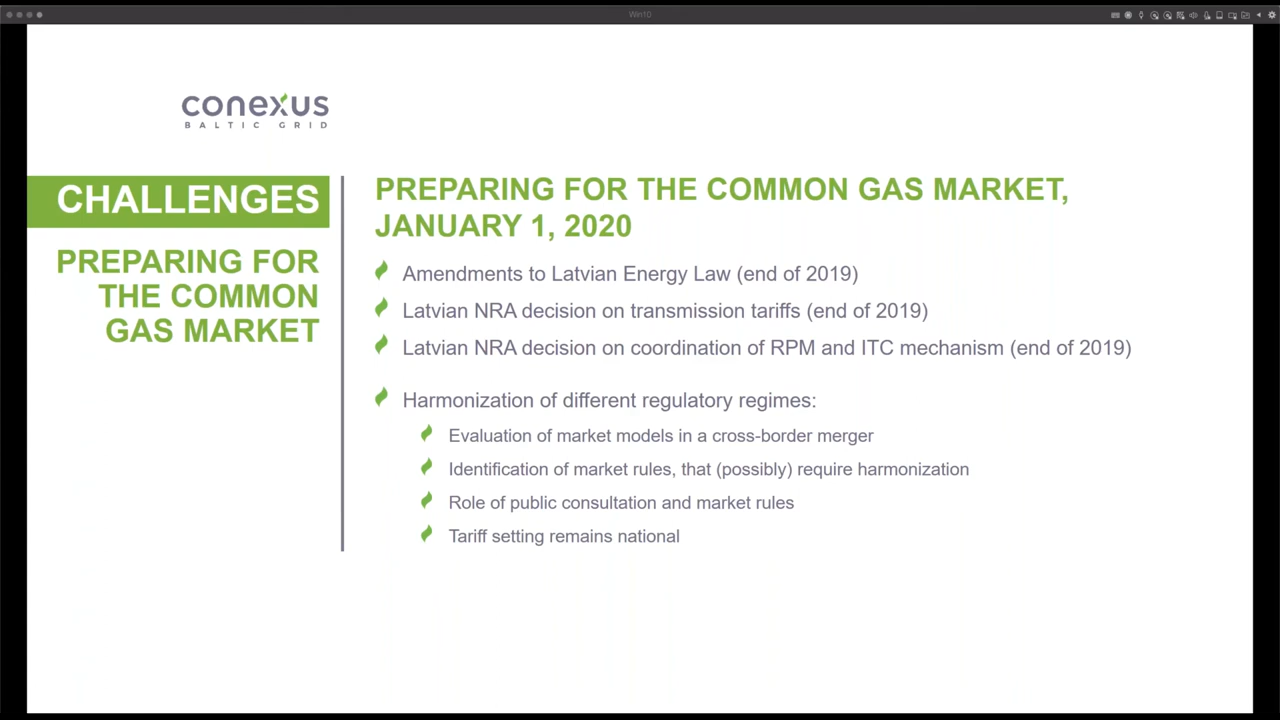 Win10
conexus
BALTIC GRID
CHALLENGES
PREPARING FOR
THE COMMON
GAS MARKET
PREPARING FOR THE COMMON GAS MARKET,
JANUARY 1, 2020
Amendments to Latvian Energy Law (end of 2019)
Latvian NRA decision on transmission tariffs (end of 2019)
Latvian NRA decision on coordination of RPM and ITC mechanism (end of 2019)
Harmonization of different regulatory regimes:
Evaluation of market models in a cross-border merger
Identification of market rules, that (possibly) require harmonization
Role of public consultation and market rules
Tariff setting remains national